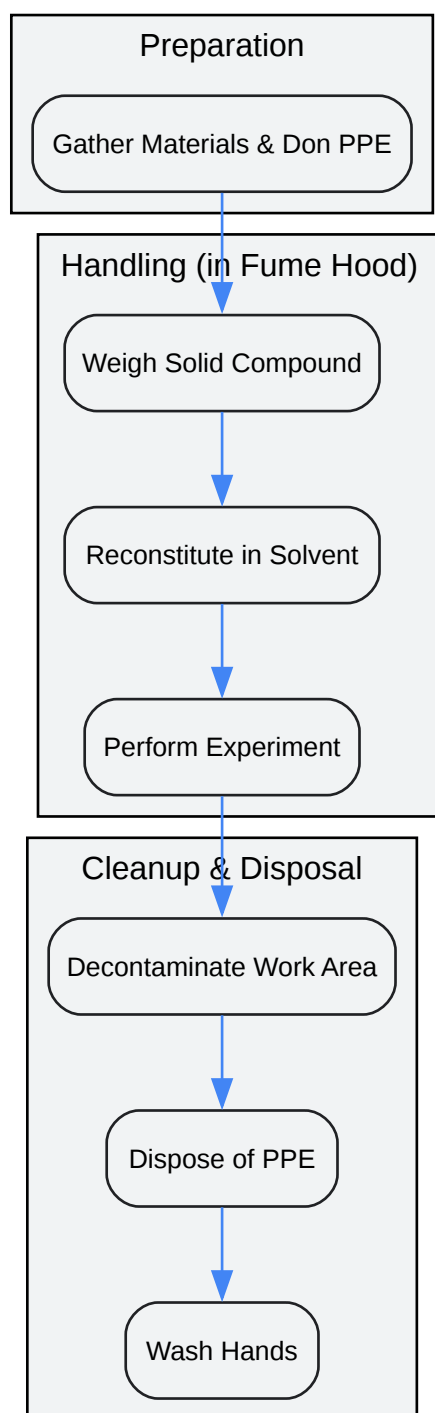 Preparation
Gather Materials & Don PPE
Handling (in Fume Hood)
Weigh Solid Compound
Reconstitute in Solvent
Perform Experiment
Cleanup & Disposal
Decontaminate Work Area
Dispose of PPE
Wash Hands